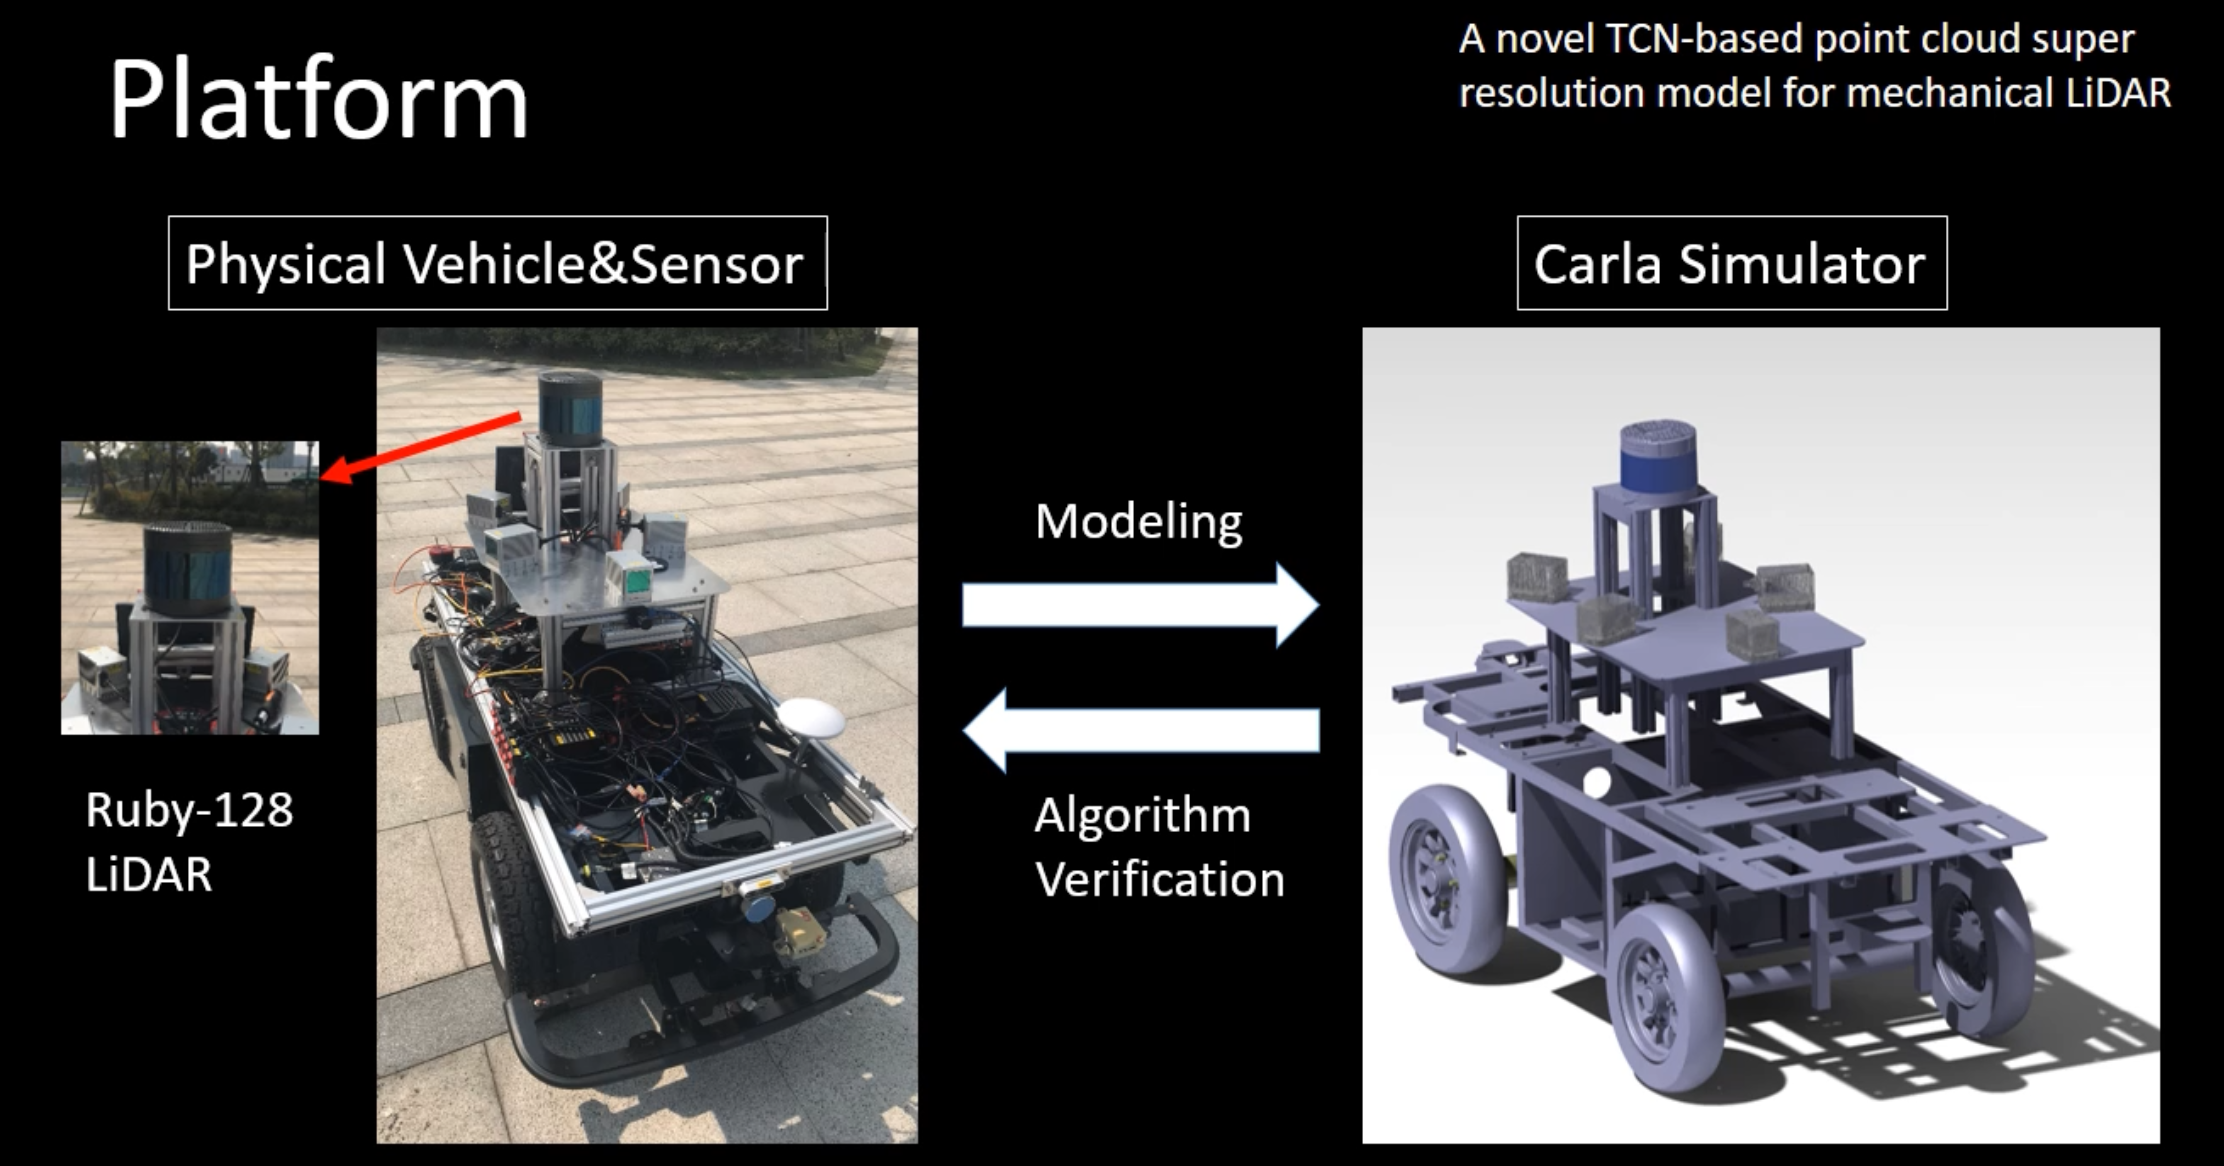 Platform
A novel TCN-based point cloud super
resolution model for mechanical LiDAR
Physical Vehicle&Sensor
Carla Simulator
Ruby-128
LiDAR
Modeling
Algorithm
Verification